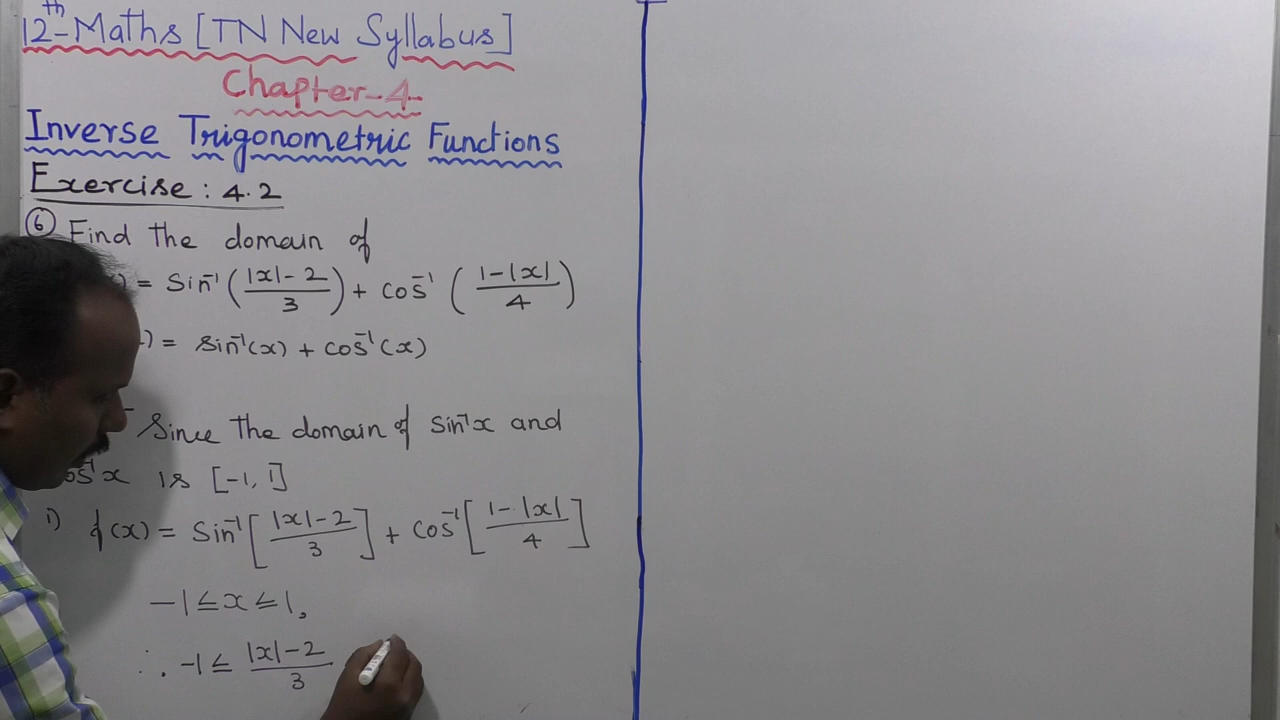 12th-Maths [TN New Syllabus]
Chapter-4
Inverse Trigonometric Functions
Exercise: 4.2
⑥ Find the domain of
) = Sin⁻¹(|x|-2/3) + cos⁻¹(1-|x|/4)
) = sin⁻¹(x) + cos⁻¹(x)
Since the domain of sin⁻¹x and
cos⁻¹x is [-1, 1]
i) f(x) = Sin⁻¹[|x|-2/3] + cos⁻¹[1-|x|/4]
-1 ≤ x ≤ 1,
∴ -1 ≤ |x|-2/3